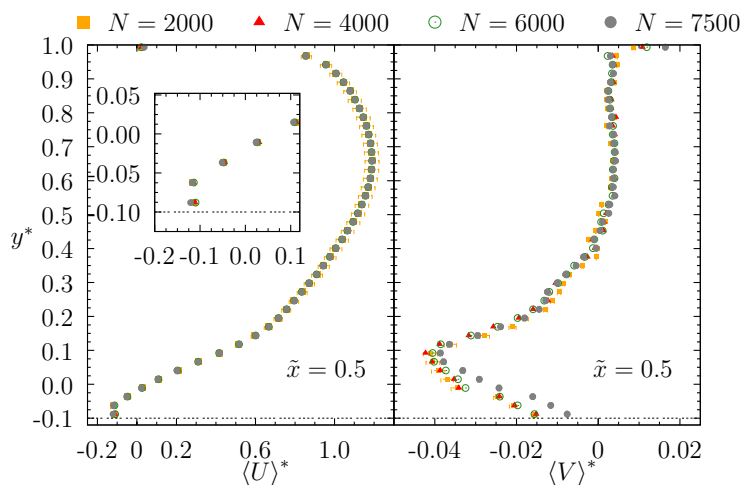 N = 2000 N = 4000 N = 6000 N = 7500
1.0
0.9
0.8
0.7
0.6
0.5
0.4
0.3
0.2
0.1
0.0
-0.1
y*
0.05
0.00
-0.05
-0.10
-0.2 -0.1 0.0 0.1
x̃ = 0.5 x̃ = 0.5
-0.2 0.2 0.6 1.0 -0.04 -0.02 0 0.02
⟨U⟩* ⟨V⟩*